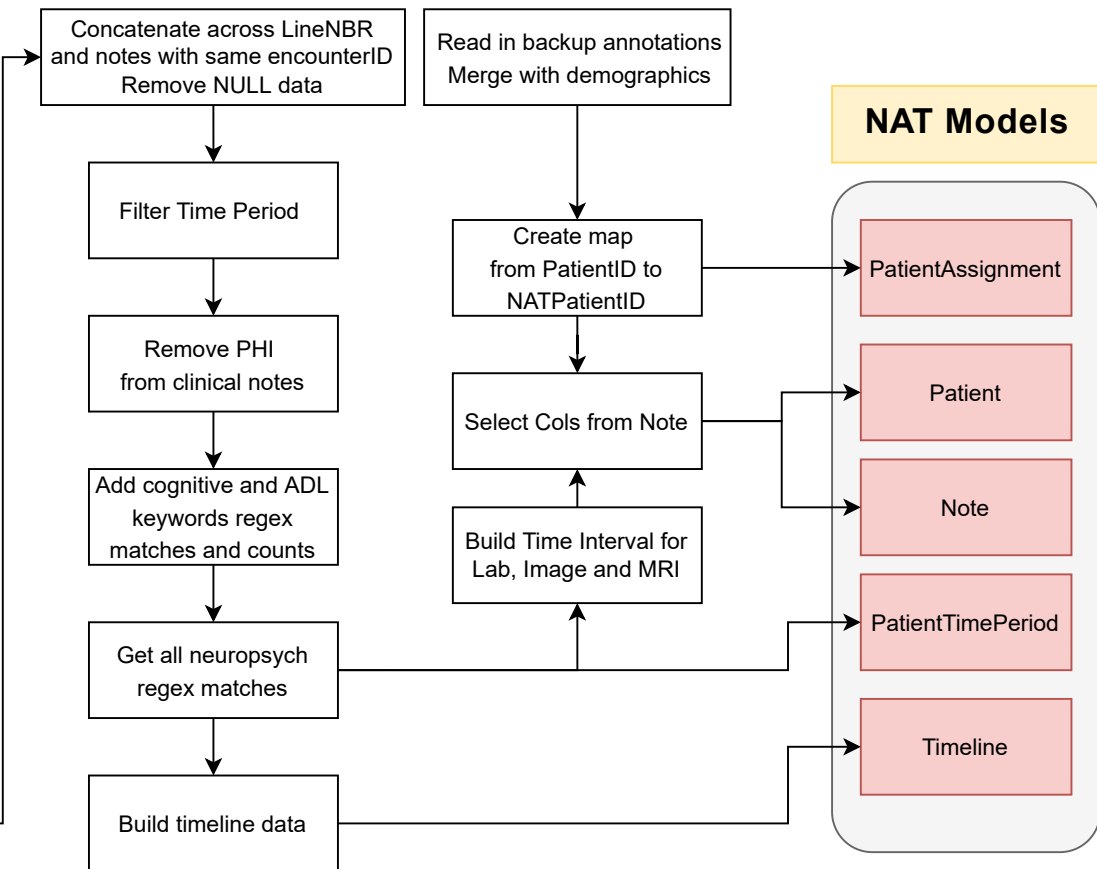 Concatenate across LineNBR
and notes with same encounterID
Remove NULL data
Filter Time Period
Remove PHI
from clinical notes
Add cognitive and ADL
keywords regex
matches and counts
Get all neuropsych
regex matches
Build timeline data
Read in backup annotations
Merge with demographics
Create map
from PatientID to
NATPatientID
Select Cols from Note
Build Time Interval for
Lab, Image and MRI
NAT Models
PatientAssignment
Patient
Note
PatientTimePeriod
Timeline